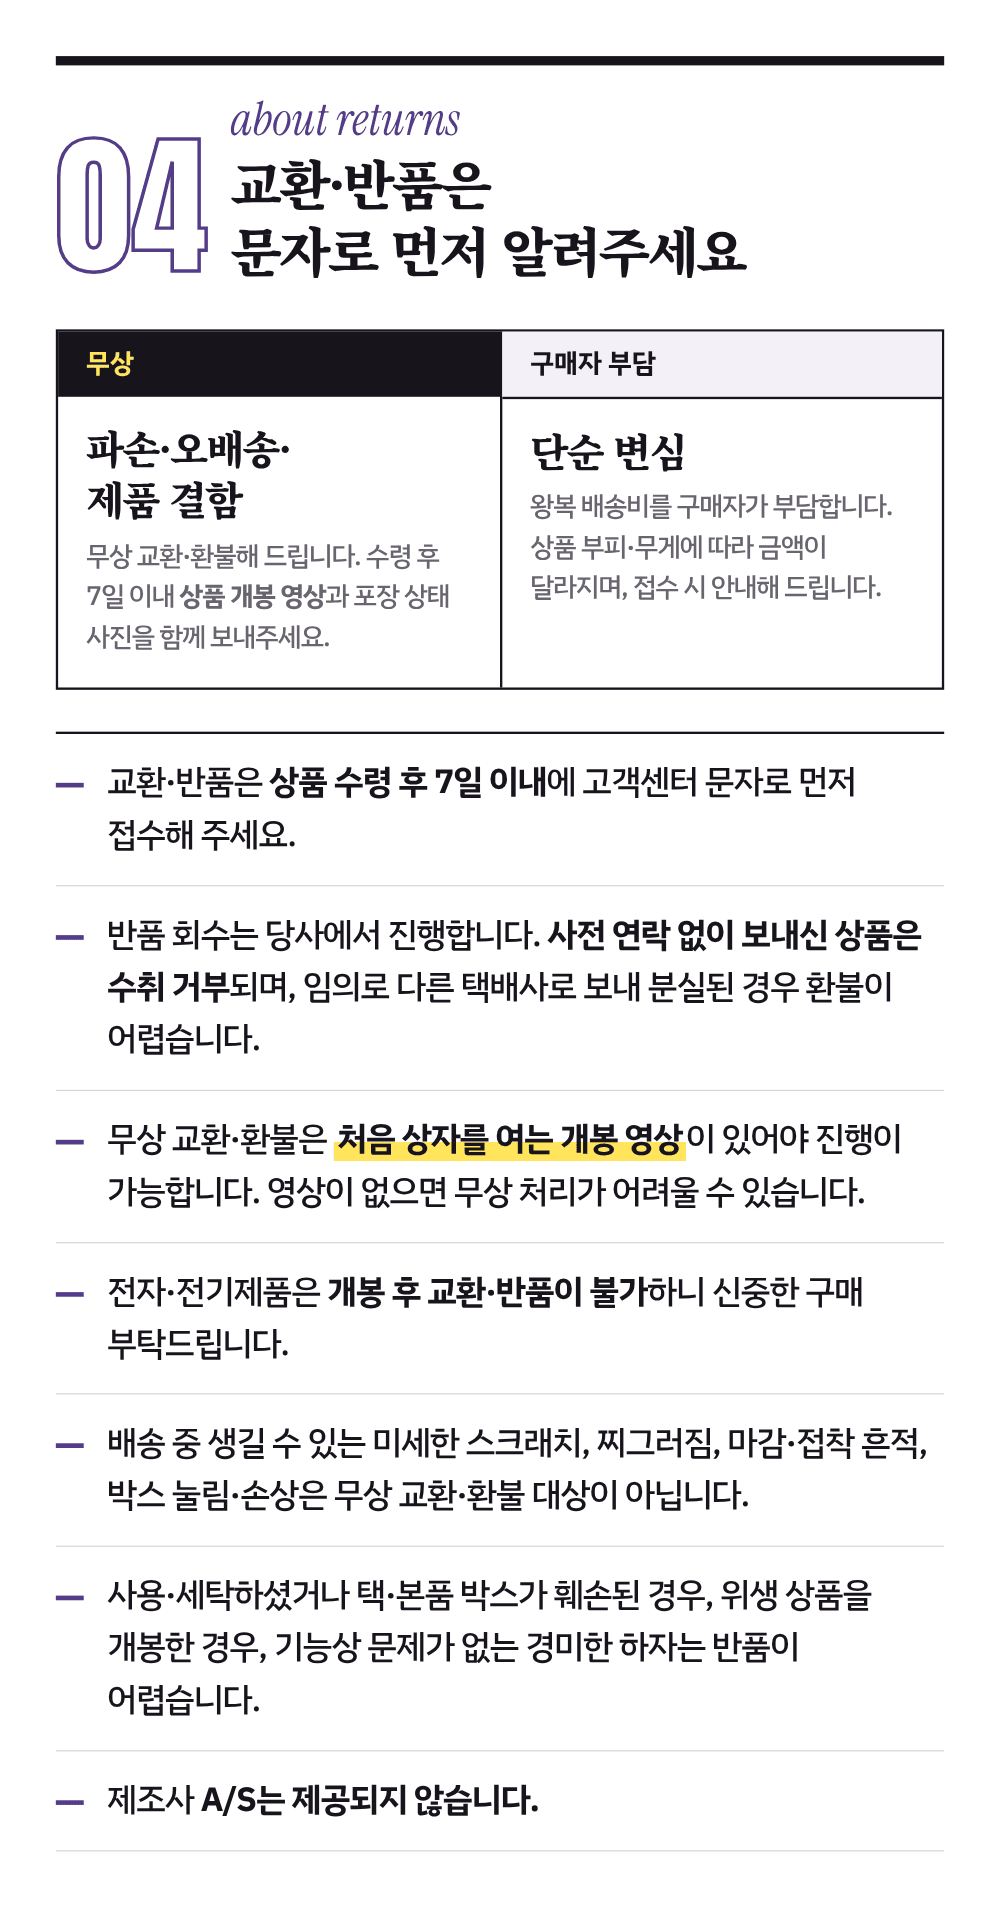 04
about returns
교환·반품은
문자로 먼저 알려주세요
무상
파손·오배송·
제품 결함
무상 교환·환불해 드립니다. 수령 후
7일 이내 상품 개봉 영상과 포장 상태
사진을 함께 보내주세요.
구매자 부담
단순 변심
왕복 배송비를 구매자가 부담합니다.
상품 부피·무게에 따라 금액이
달라지며, 접수 시 안내해 드립니다.
교환·반품은 상품 수령 후 7일 이내에 고객센터 문자로 먼저
접수해 주세요.
반품 회수는 당사에서 진행합니다. 사전 연락 없이 보내신 상품은
수취 거부되며, 임의로 다른 택배사로 보내 분실된 경우 환불이
어렵습니다.
무상 교환·환불은 처음 상자를 여는 개봉 영상이 있어야 진행이
가능합니다. 영상이 없으면 무상 처리가 어려울 수 있습니다.
전자·전기제품은 개봉 후 교환·반품이 불가하니 신중한 구매
부탁드립니다.
배송 중 생길 수 있는 미세한 스크래치, 찌그러짐, 마감·접착 흔적,
박스 눌림·손상은 무상 교환·환불 대상이 아닙니다.
사용·세탁하셨거나 택·본품 박스가 훼손된 경우, 위생 상품을
개봉한 경우, 기능상 문제가 없는 경미한 하자는 반품이
어렵습니다.
제조사 A/S는 제공되지 않습니다.